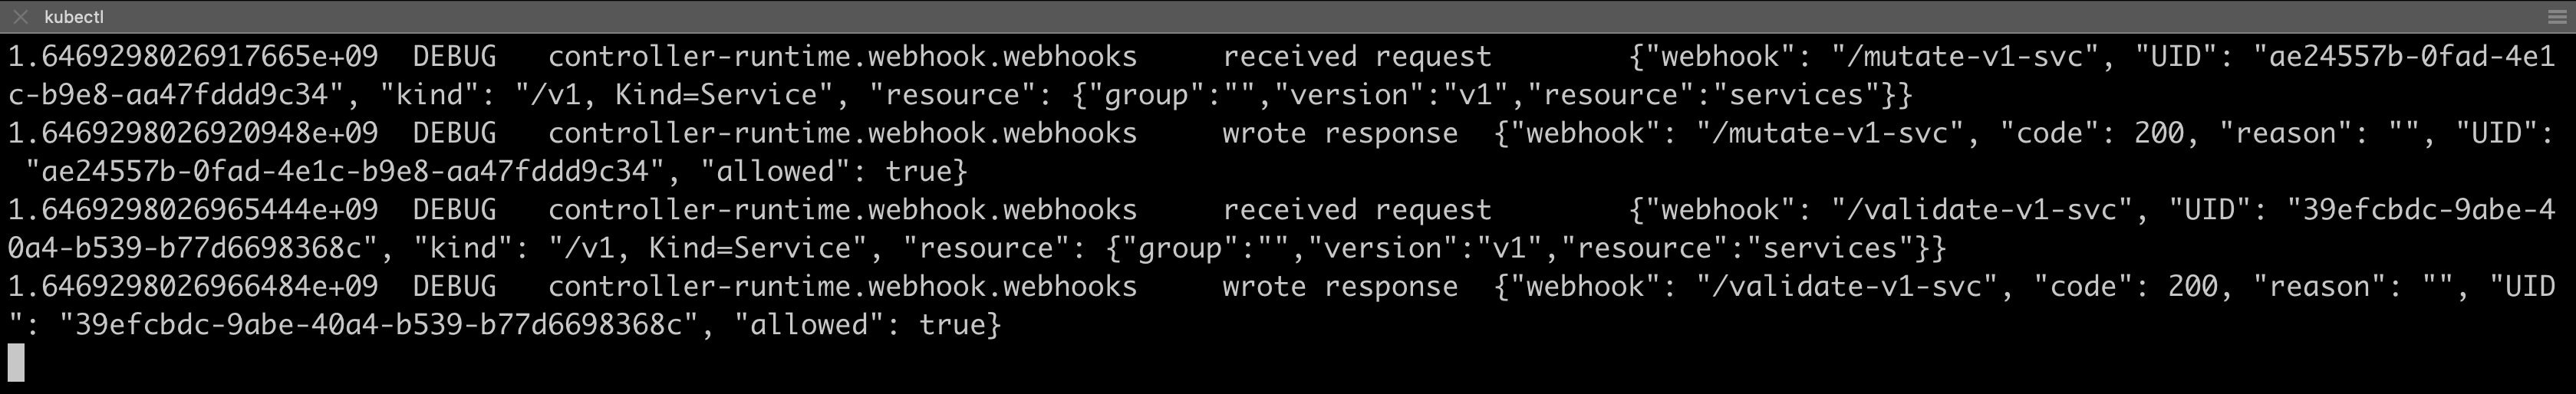 kubectl
1.6469298026917665e+09  DEBUG   controller-runtime.webhook.webhooks     received request        {"webhook": "/mutate-v1-svc", "UID": "ae24557b-0fad-4e1
c-b9e8-aa47fddd9c34", "kind": "/v1, Kind=Service", "resource": {"group":"","version":"v1","resource":"services"}}
1.6469298026920948e+09  DEBUG   controller-runtime.webhook.webhooks     wrote response  {"webhook": "/mutate-v1-svc", "code": 200, "reason": "", "UID":
 "ae24557b-0fad-4e1c-b9e8-aa47fddd9c34", "allowed": true}
1.6469298026965444e+09  DEBUG   controller-runtime.webhook.webhooks     received request        {"webhook": "/validate-v1-svc", "UID": "39efcbdc-9abe-4
0a4-b539-b77d6698368c", "kind": "/v1, Kind=Service", "resource": {"group":"","version":"v1","resource":"services"}}
1.6469298026966484e+09  DEBUG   controller-runtime.webhook.webhooks     wrote response  {"webhook": "/validate-v1-svc", "code": 200, "reason": "", "UID
": "39efcbdc-9abe-40a4-b539-b77d6698368c", "allowed": true}